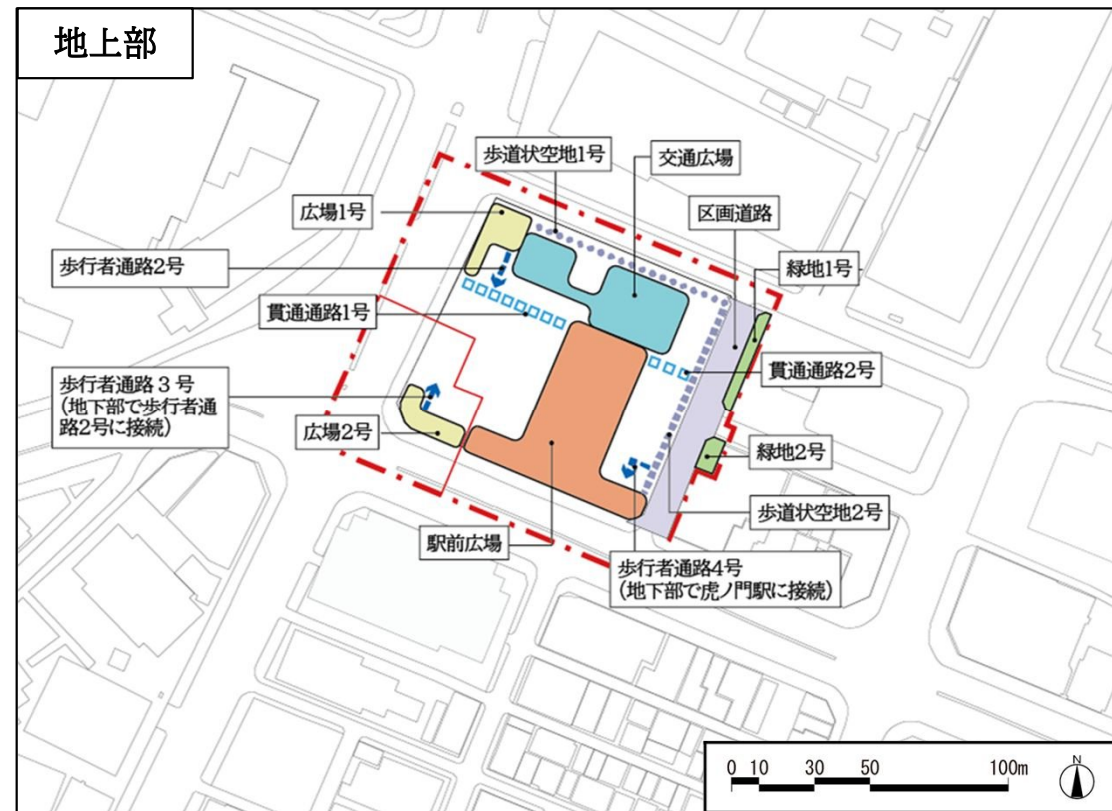 地上部
歩道状空地1号
交通広場
広場1号
区画道路
歩行者通路2号
緑地1号
貫通通路1号
貫通通路2号
歩行者通路3号
(地下部で歩行者通
路2号に接続)
広場2号
緑地2号
歩道状空地2号
駅前広場
歩行者通路4号
(地下部で虎ノ門駅に接続)
0 10 30 50 100m
N